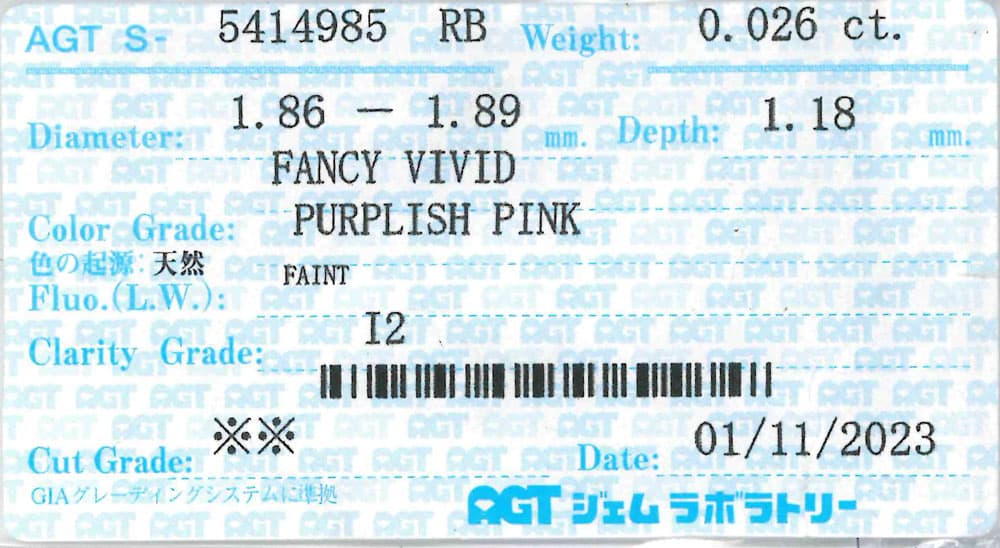 AGT S- 5414985 RB Weight: 0.026 ct.
Diameter: 1.86 — 1.89 mm. Depth: 1.18 mm.
FANCY VIVID
Color Grade: PURPLISH PINK
色の起源: 天然
FAINT
Fluo.(L.W.):
I2
Clarity Grade:
Cut Grade: ※※ Date: 01/11/2023
GIAグレーディングシステムに準拠
AGT ジェム ラボラトリー